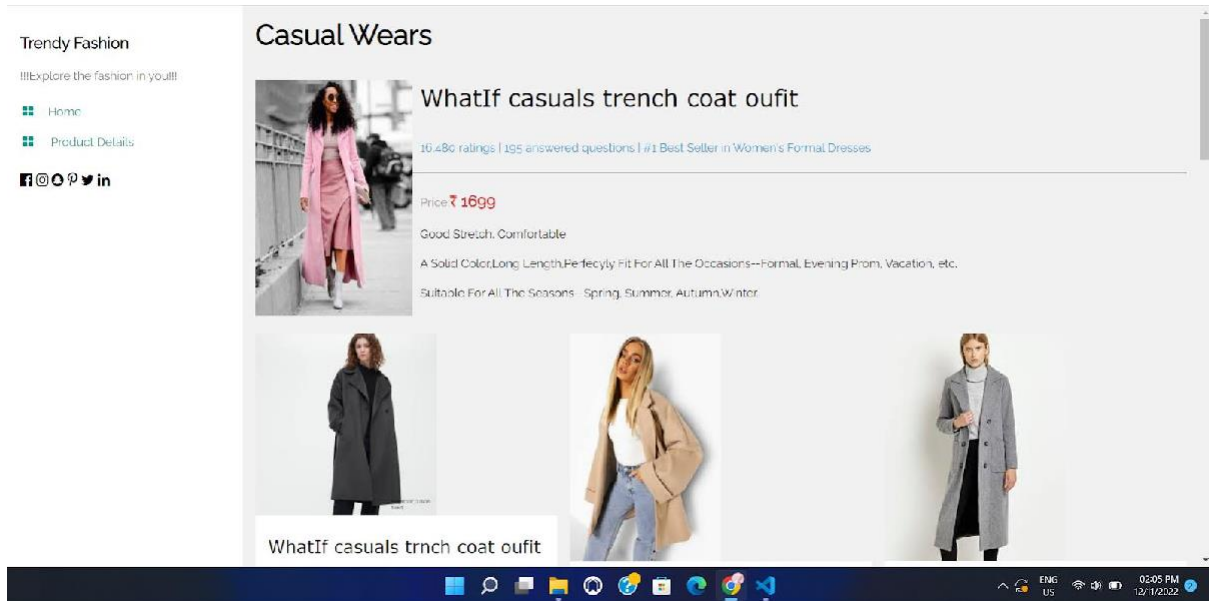 Trendy Fashion
!!!Explore the fashion in you!!!
Home
Product Details
Casual Wears
WhatIf casuals trench coat oufit
16,480 ratings | 195 answered questions | #1 Best Seller in Women's Formal Dresses
Price ₹ 1699
Good Stretch, Comfortable
A Solid Color,Long Length,Perfecyly Fit For All The Occasions--Formal, Evening Prom, Vacation, etc.
Suitable For All The Seasons- Spring, Summer, Autumn,Winter.
WhatIf casuals trnch coat oufit
ENG
US
02:05 PM
12/11/2022
2